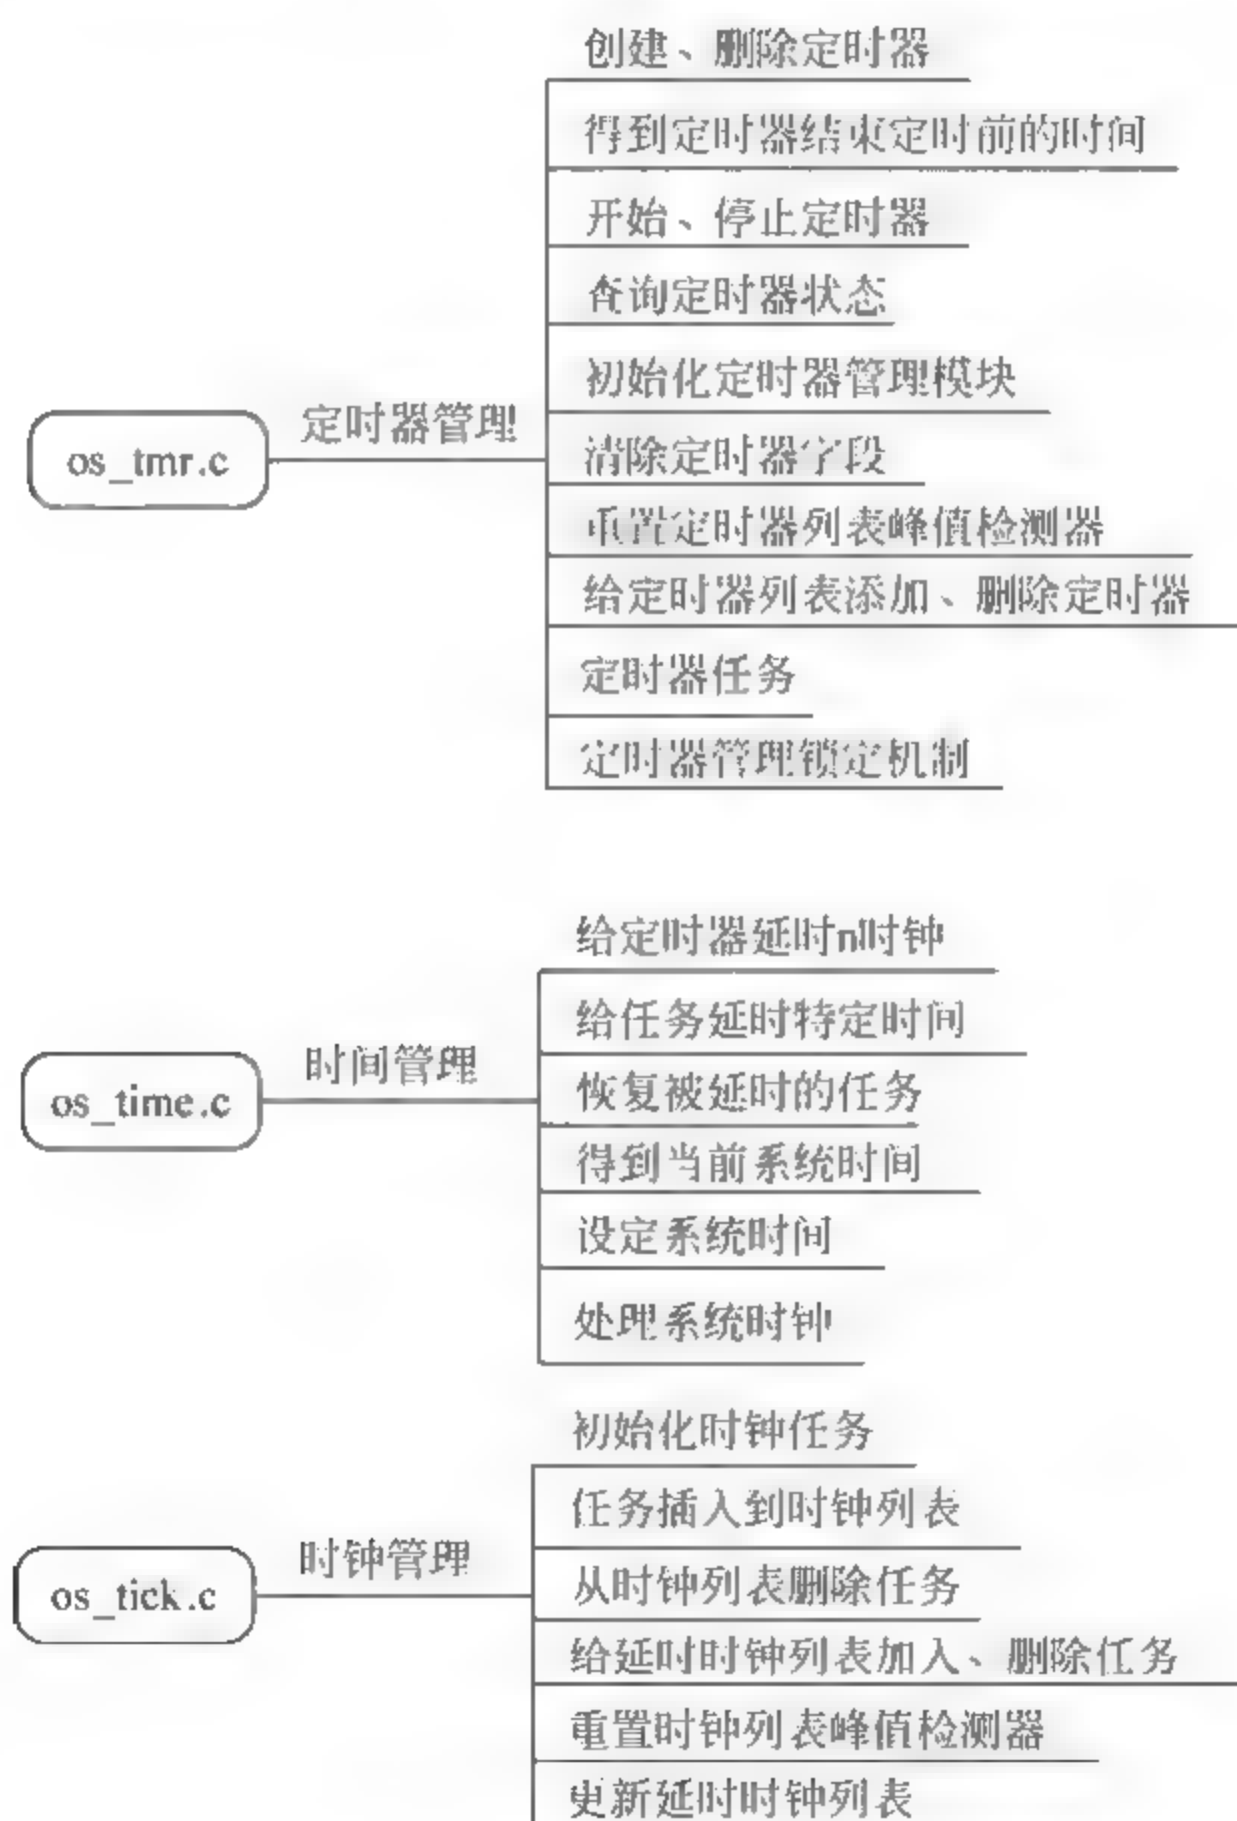 创建、删除定时器
得到定时器结束定时前的时间
开始、停止定时器
查询定时器状态
初始化定时器管理模块
定时器管理
os_tmr.c
清除定时器字段
重置定时器列表峰值检测器
给定时器列表添加、删除定时器
定时器任务
定时器管理锁定机制
给定时器延时n时钟
给任务延时特定时间
时间管理
os_time.c
恢复被延时的任务
得到当前系统时间
设定系统时间
处理系统时钟
初始化时钟任务
任务插入到时钟列表
时钟管理
os_tick.c
从时钟列表删除任务
给延时时钟列表加入、删除任务
重置时钟列表峰值检测器
更新延时时钟列表